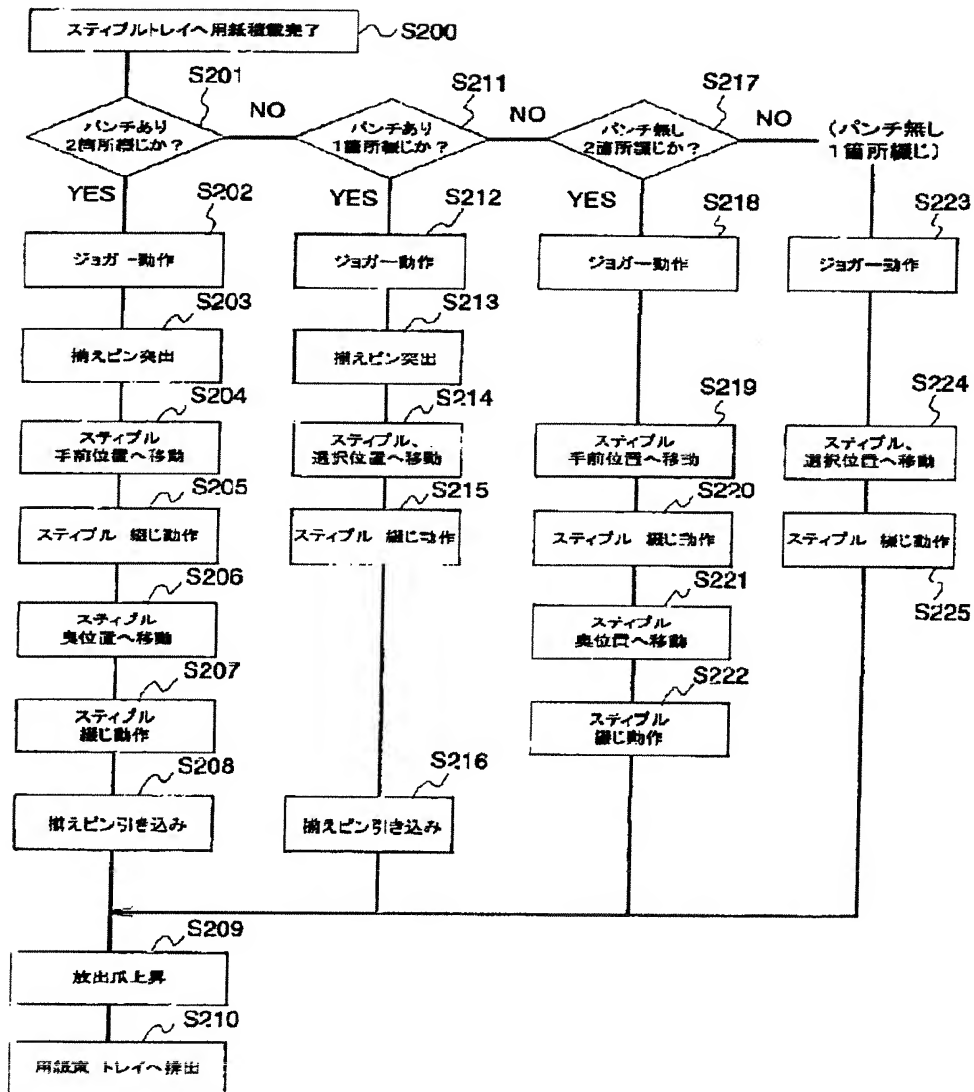 スティプルトレイへ用紙積載完了
S200
S201
パンチあり
2箇所綴じか?
NO
YES
S211
パンチあり
1箇所綴じか?
NO
YES
S217
パンチ無し
2箇所綴じか?
NO
YES
(パンチ無し
1箇所綴じ)
S202
ジョガー動作
S212
ジョガー動作
S218
ジョガー動作
S223
ジョガー動作
S203
揃えピン突出
S213
揃えピン突出
S204
スティプル
手前位置へ移動
S214
スティプル、
選択位置へ移動
S219
スティプル
手前位置へ移動
S224
スティプル、
選択位置へ移動
S205
スティプル 綴じ動作
S215
スティプル 綴じ動作
S220
スティプル 綴じ動作
スティプル 綴じ動作
S225
S206
スティプル
奥位置へ移動
S221
スティプル
奥位置へ移動
S207
スティプル
綴じ動作
S222
スティプル
綴じ動作
S208
揃えピン引き込み
S216
揃えピン引き込み
S209
放出爪上昇
S210
用紙束 トレイへ排出